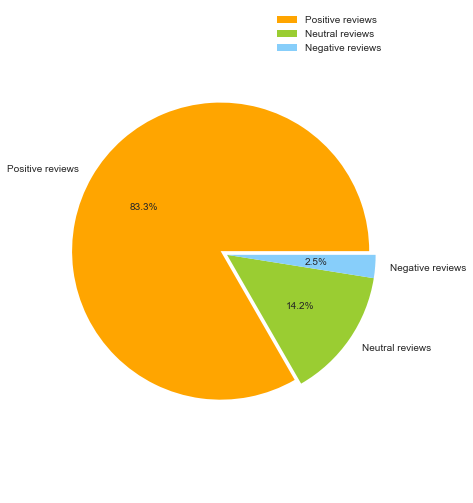 Positive reviews
Neutral reviews
Negative reviews
Positive reviews
83.3%
2.5%
Negative reviews
14.2%
Neutral reviews